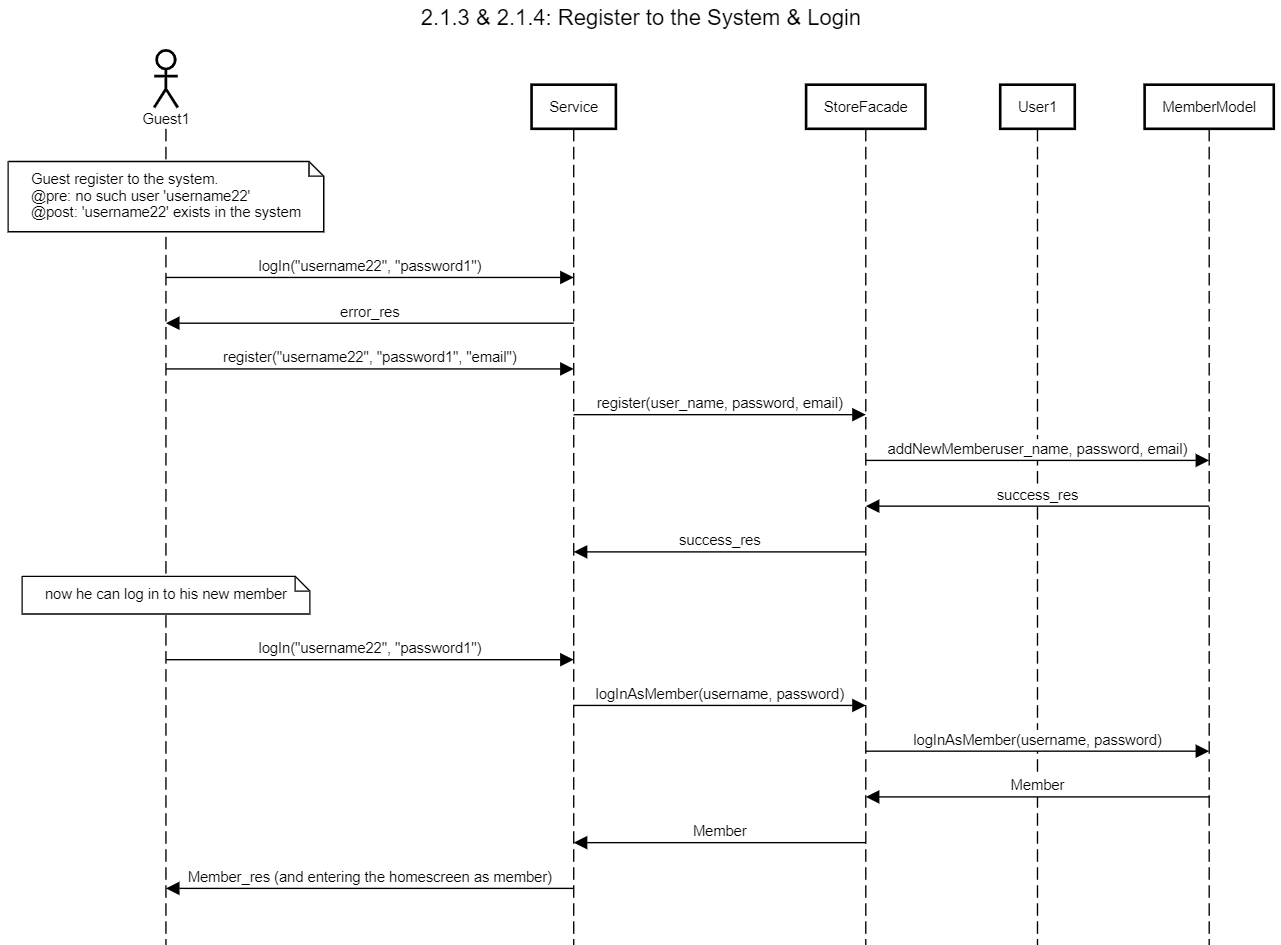 2.1.3 & 2.1.4: Register to the System & Login
Guest1
Service
StoreFacade
User1
MemberModel
Guest register to the system.
@pre: no such user 'username22'
@post: 'username22' exists in the system
logIn("username22", "password1")
error_res
register("username22", "password1", "email")
register(user_name, password, email)
addNewMemberuser_name, password, email)
success_res
success_res
now he can log in to his new member
logIn("username22", "password1")
logInAsMember(username, password)
logInAsMember(username, password)
Member
Member
Member_res (and entering the homescreen as member)